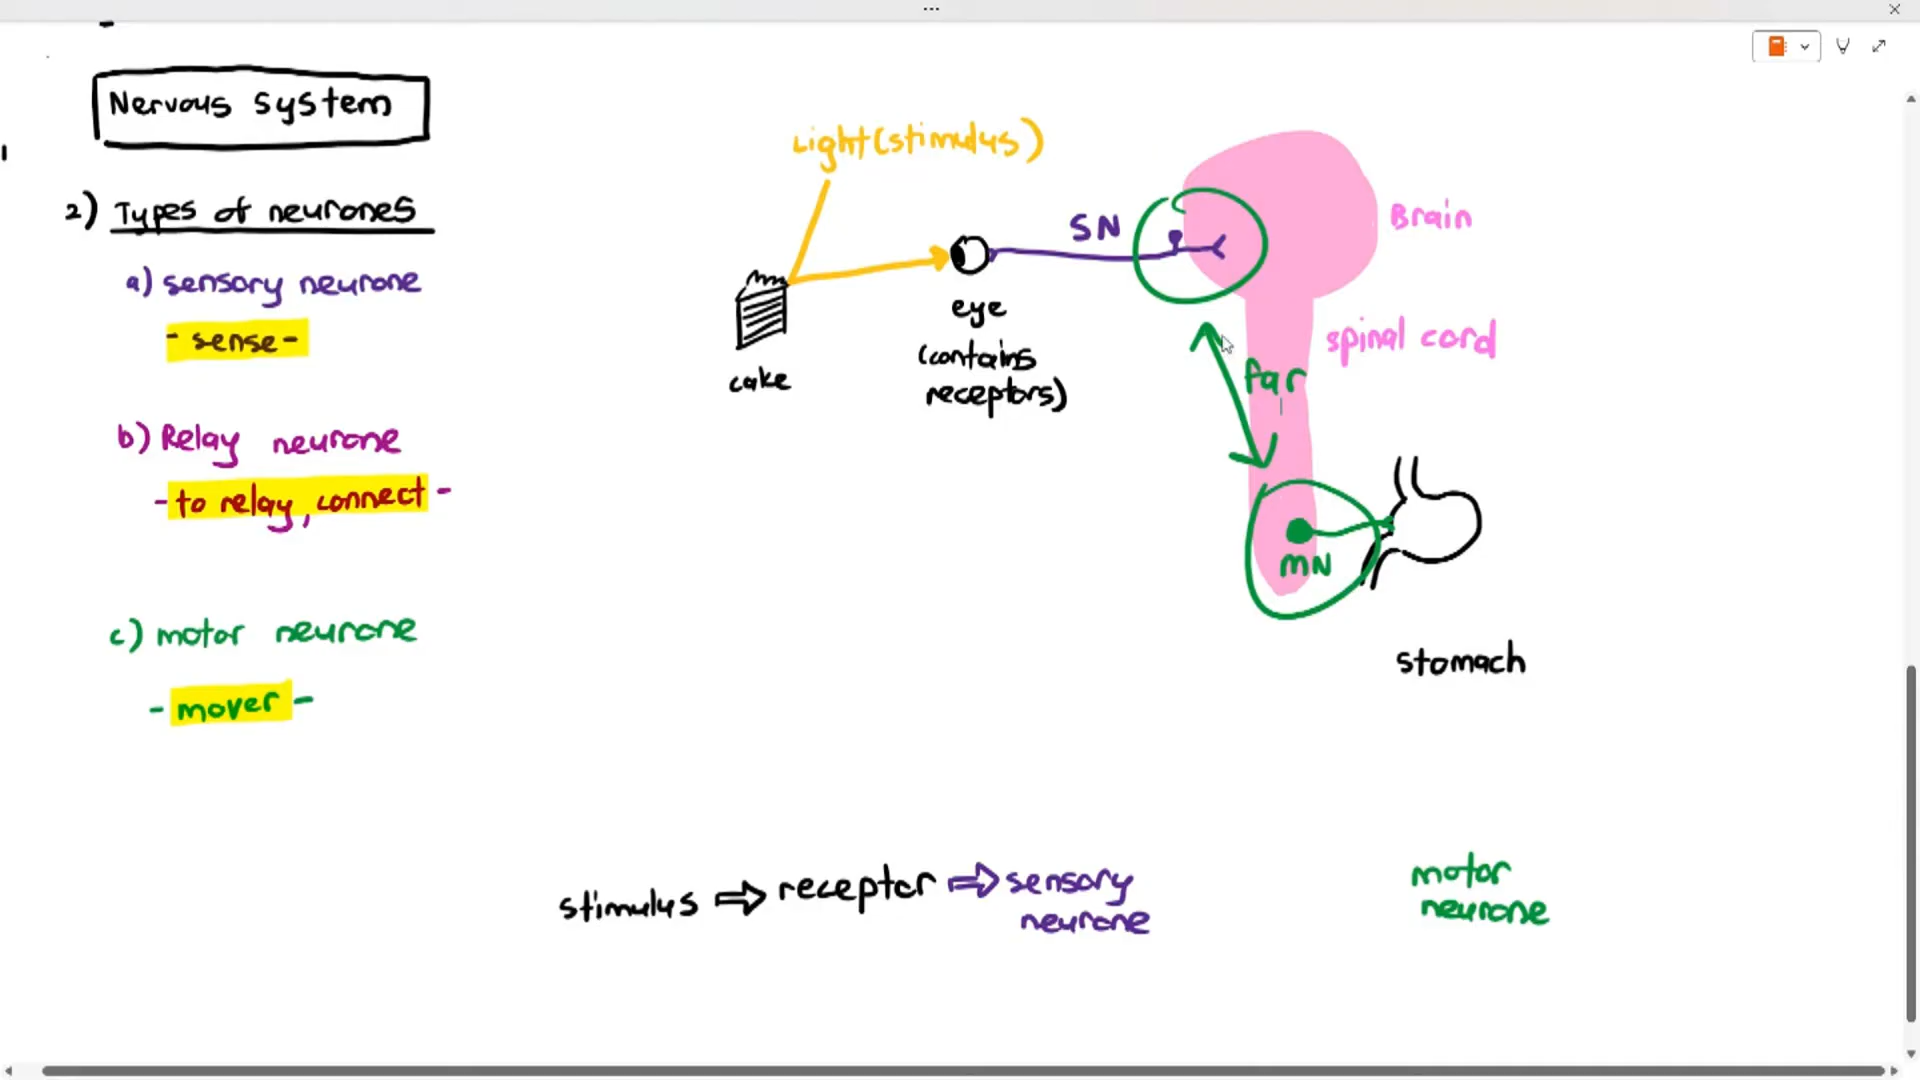 Nervous system
2) Types of neurones
a) sensory neurone
- sense -
b) Relay neurone
- to relay, connect -
c) motor neurone
- mover -
Light (stimulus)
SN
Brain
eye
(contains
receptors)
cake
spinal cord
far
MN
stomach
stimulus ⇒ receptor ⇒ sensory
neurone
motor
neurone